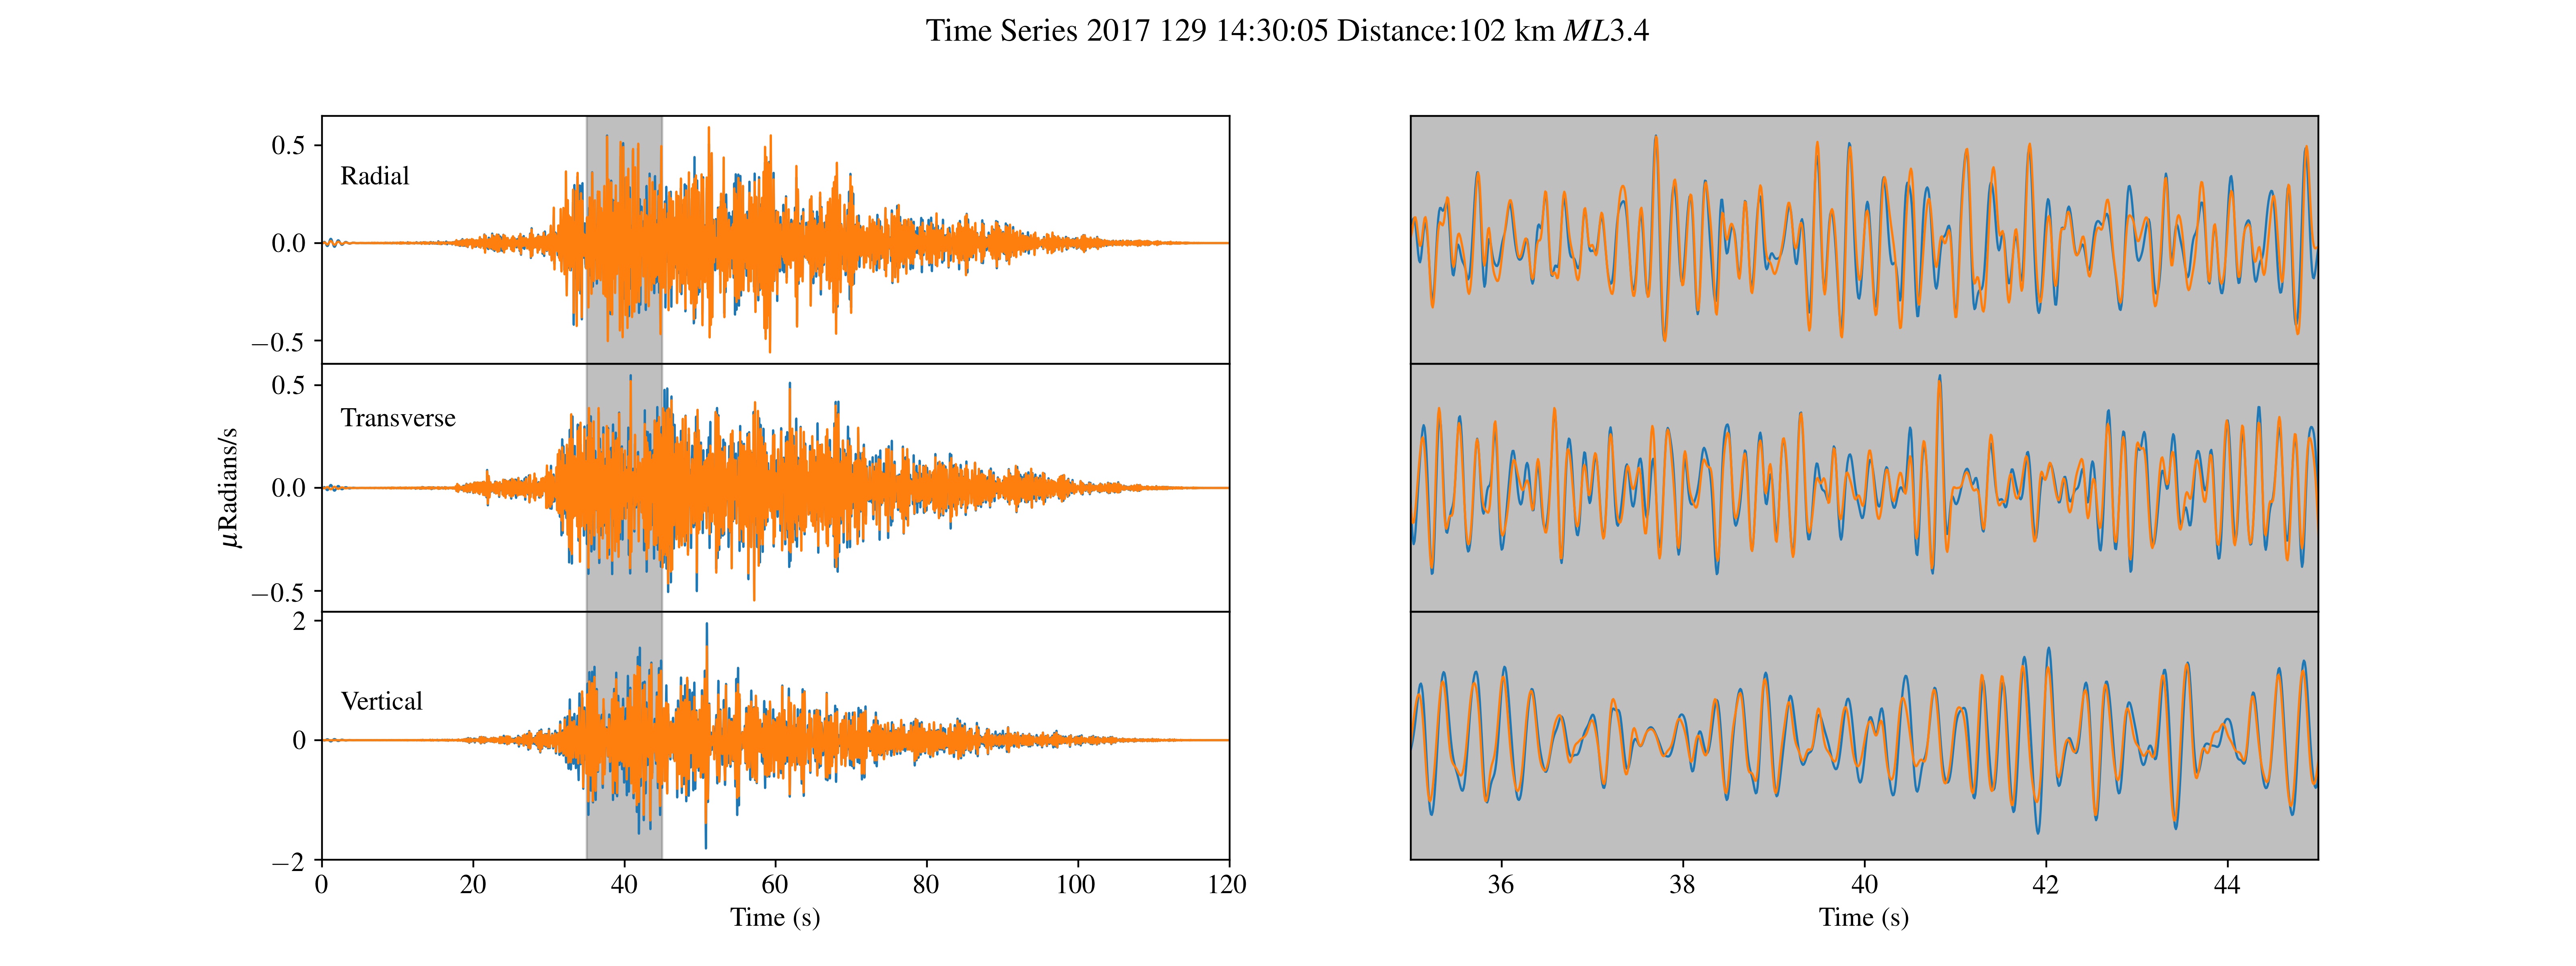 Time Series 2017 129 14:30:05 Distance:102 km ML3.4
0.5
Radial
0.0
−0.5
0.5
Transverse
0.0
−0.5
μRadians/s
2
Vertical
0
−2
0 20 40 60 80 100 120
Time (s)
36 38 40 42 44
Time (s)